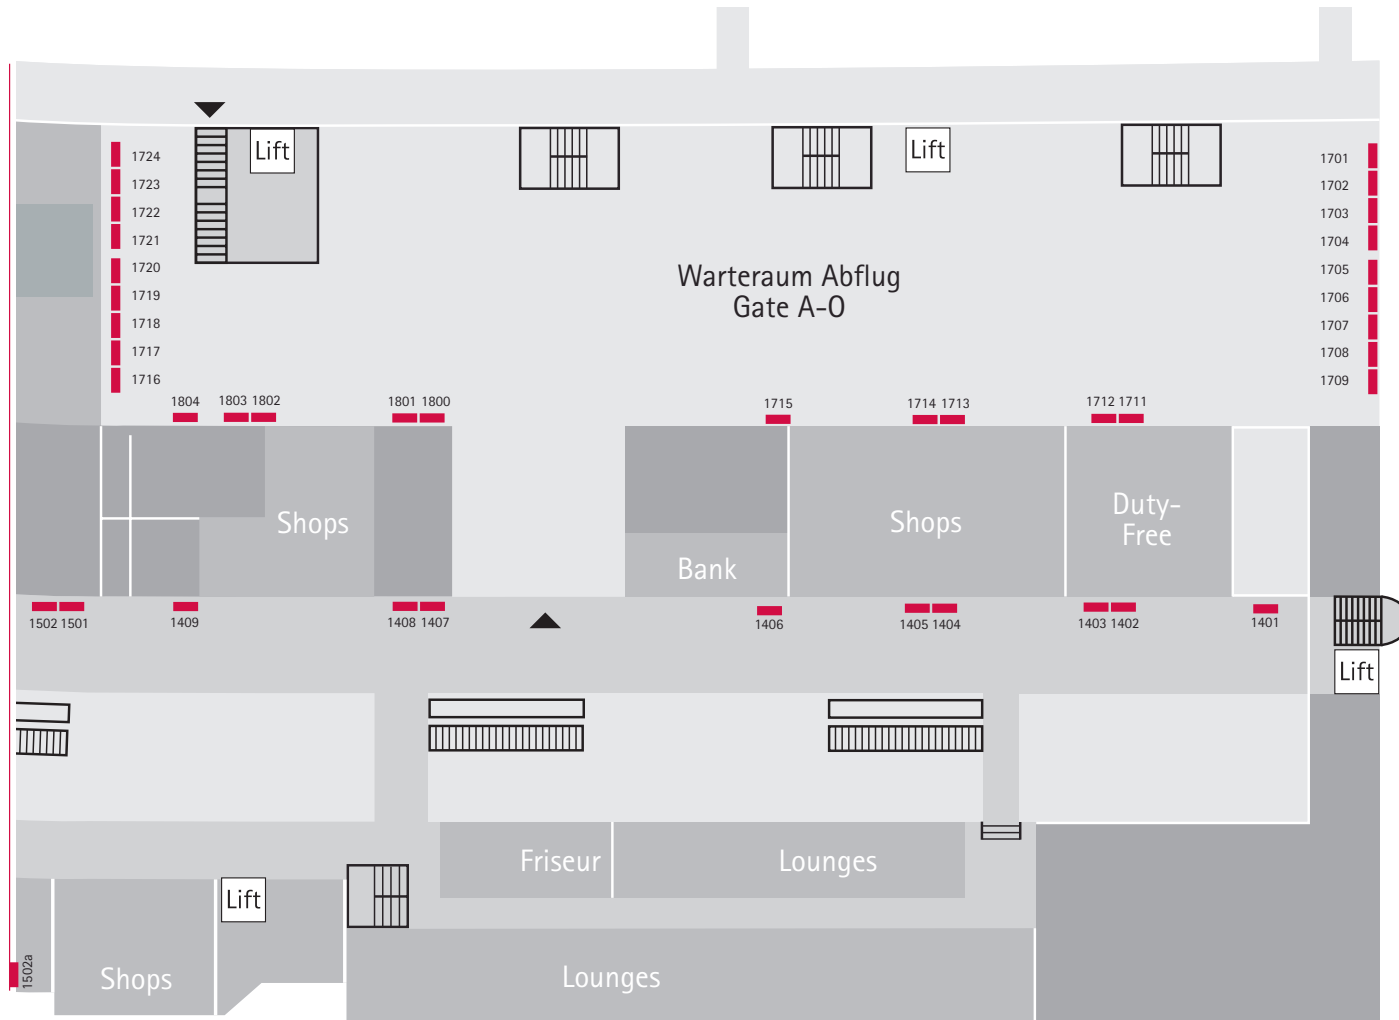 Lift
Lift
1724
1723
1722
1721
1720
1719
1718
1717
1716
1701
1702
1703
1704
1705
1706
1707
1708
1709
Warteraum Abflug
Gate A-O
1804
1803 1802
1801 1800
1715
1714 1713
1712 1711
Shops
Bank
Shops
Duty-
Free
1502 1501
1409
1408 1407
1406
1405 1404
1403 1402
1401
Lift
Friseur
Lounges
Lift
Shops
Lounges
1502a